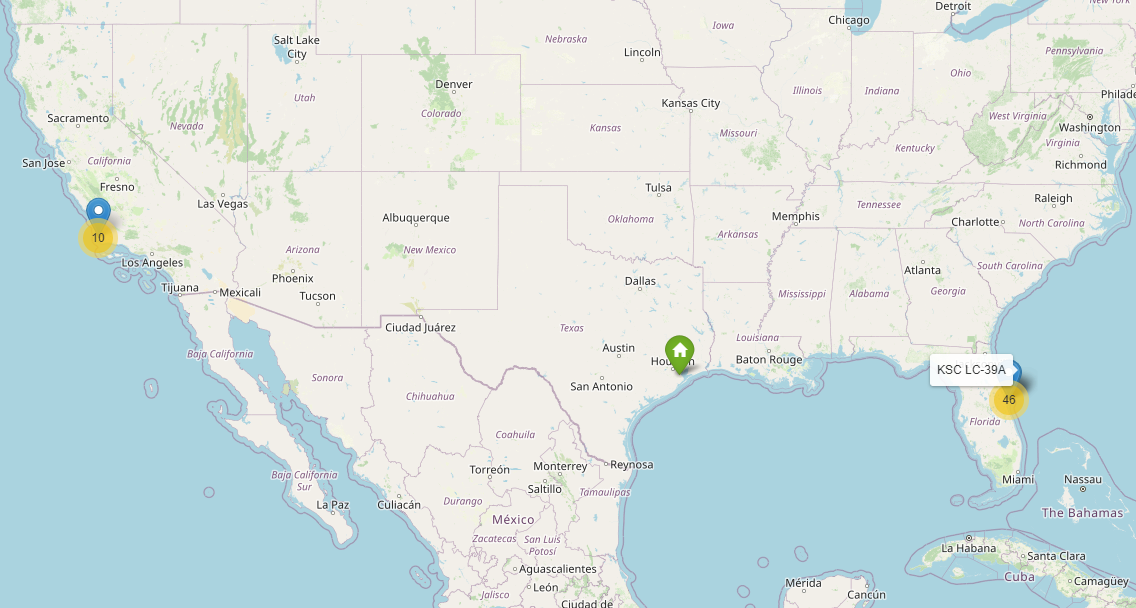 New York
Detroit
Chicago
Iowa
Salt Lake
City
Nebraska
Lincoln
Pennsylvania
Ohio
Denver
Utah
Illinois
Indiana
Philade
Kansas City
Sacramento
Nevada
Colorado
Kansas
Missouri
West Virginia
Washington
Virginia
Kentucky
San Jose
California
Richmond
Fresno
Las Vegas
Tulsa
Raleigh
Albuquerque
Oklahoma
Memphis
Tennessee
Charlotte
North Carolina
10
Arizona
New Mexico
Arkansas
Los Angeles
Atlanta
South Carolina
Phoenix
Dallas
Tijuana
Mexicali
Tucson
Mississippi
Alabama
Georgia
Ciudad Juárez
Texas
Louisiana
Baja California
Austin
Houston
Baton Rouge
KSC LC-39A
Sonora
San Antonio
Chihuahua
46
Florida
Coahuila
Baja California
Sur
Torreón
Monterrey
Reynosa
Miami
Nassau
Saltillo
Tamaulipas
La Paz
Culiacán
Durango
México
The Bahamas
Zacatecas
San Luis
Potosí
La Habana
Santa Clara
Aguascalientes
Cuba
Camagüey
León
Mérida
Jalisco
Cancún
Ciudad de